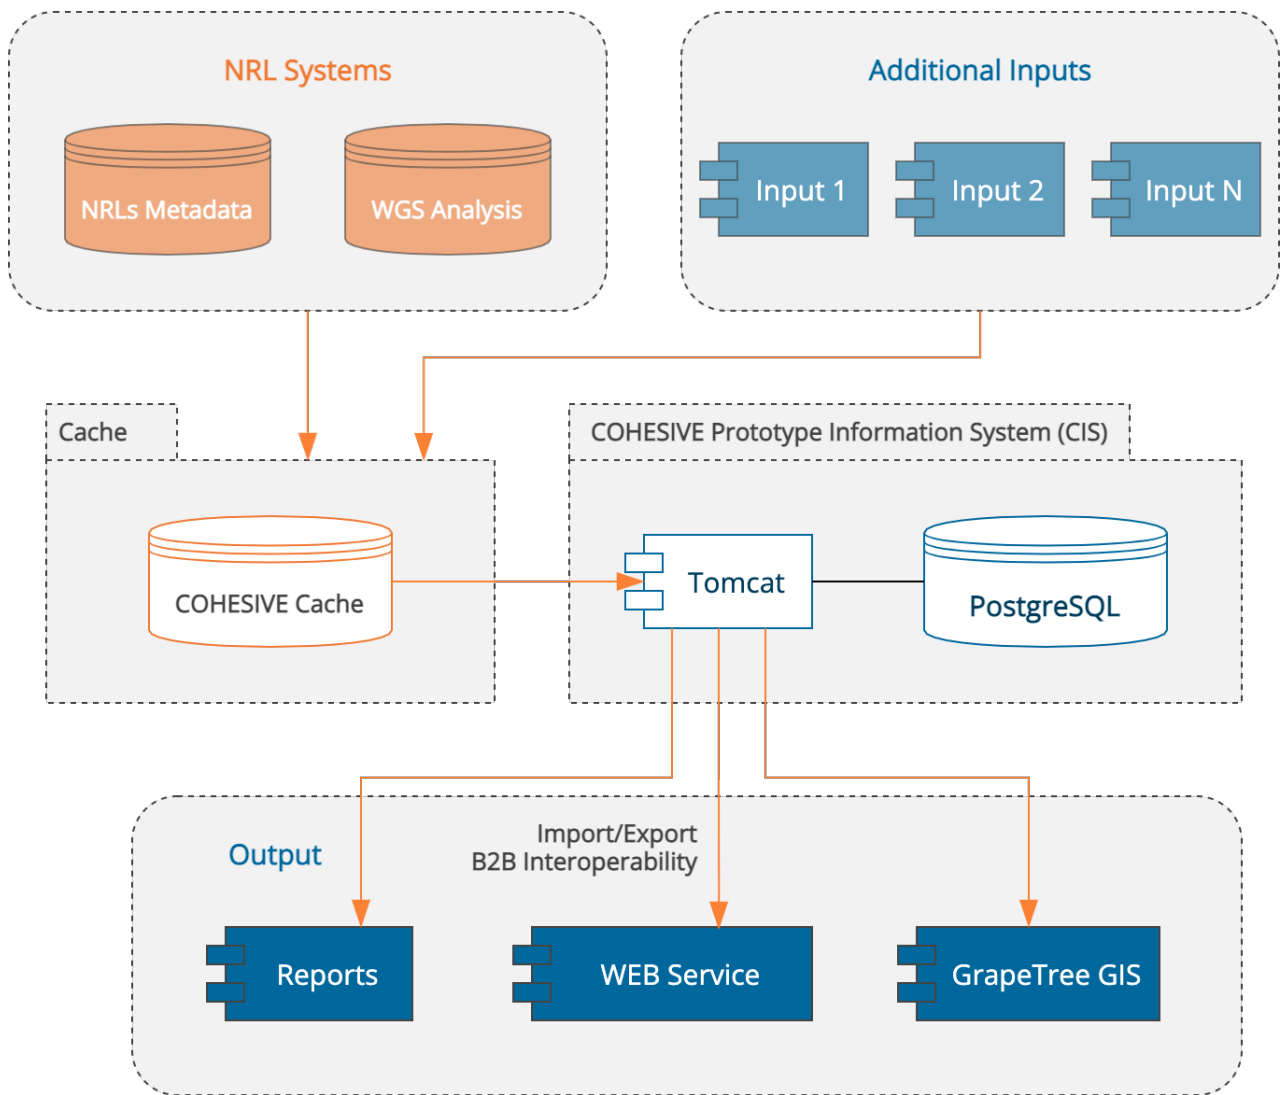 NRL Systems
Additional Inputs
NRLs Metadata
WGS Analysis
Input 1
Input 2
Input N
Cache
COHESIVE Prototype Information System (CIS)
COHESIVE Cache
Tomcat
PostgreSQL
Output
Import/Export
B2B Interoperability
Reports
WEB Service
GrapeTree GIS